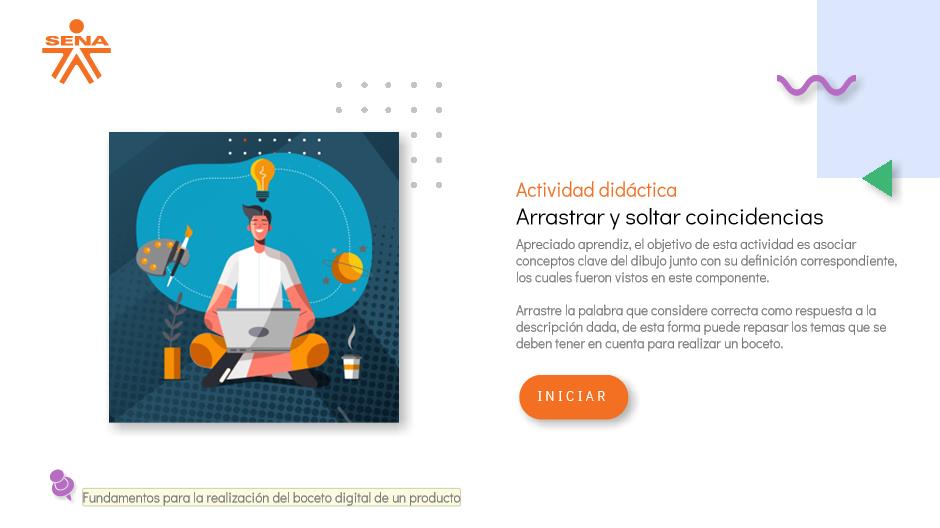 SENA
Actividad didáctica
Arrastrar y soltar coincidencias
Apreciado aprendiz, el objetivo de esta actividad es asociar
conceptos clave del dibujo junto con su definición correspondiente,
los cuales fueron vistos en este componente.
Arrastre la palabra que considere correcta como respuesta a la
descripción dada, de esta forma puede repasar los temas que se
deben tener en cuenta para realizar un boceto.
INICIAR
Fundamentos para la realización del boceto digital de un producto